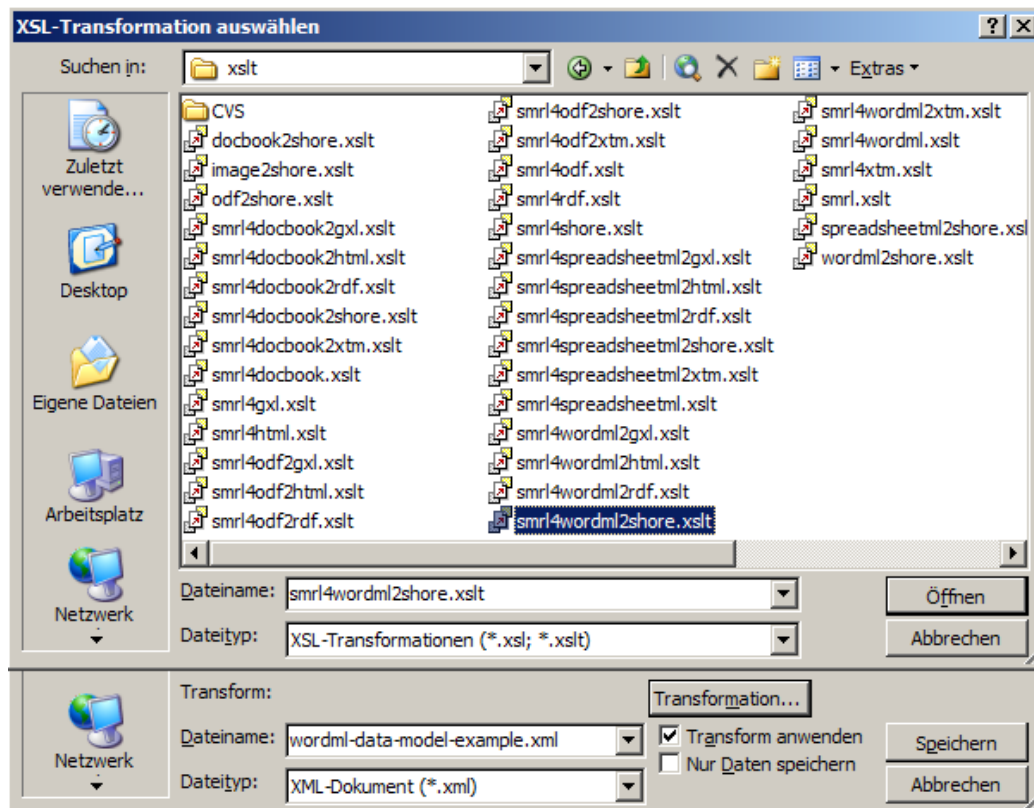 XSL-Transformation auswählen
Suchen in:
xslt
Extras
Zuletzt
verwende...
Desktop
Eigene Dateien
Arbeitsplatz
Netzwerk
CVS
docbook2shore.xslt
image2shore.xslt
odf2shore.xslt
smrl4docbook2gxl.xslt
smrl4docbook2html.xslt
smrl4docbook2rdf.xslt
smrl4docbook2shore.xslt
smrl4docbook2xtm.xslt
smrl4docbook.xslt
smrl4gxl.xslt
smrl4html.xslt
smrl4odf2gxl.xslt
smrl4odf2html.xslt
smrl4odf2rdf.xslt
smrl4odf2shore.xslt
smrl4odf2xtm.xslt
smrl4odf.xslt
smrl4rdf.xslt
smrl4shore.xslt
smrl4spreadsheetml2gxl.xslt
smrl4spreadsheetml2html.xslt
smrl4spreadsheetml2rdf.xslt
smrl4spreadsheetml2shore.xslt
smrl4spreadsheetml2xtm.xslt
smrl4spreadsheetml.xslt
smrl4wordml2gxl.xslt
smrl4wordml2html.xslt
smrl4wordml2rdf.xslt
smrl4wordml2shore.xslt
smrl4wordml2xtm.xslt
smrl4wordml.xslt
smrl4xtm.xslt
smrl.xslt
spreadsheetml2shore.xsl
wordml2shore.xslt
Dateiname: smrl4wordml2shore.xslt
Öffnen
Dateityp: XSL-Transformationen (*.xsl; *.xslt)
Abbrechen
Netzwerk
Transform:
Transformation...
Dateiname: wordml-data-model-example.xml
Transform anwenden
Speichern
Nur Daten speichern
Dateityp: XML-Dokument (*.xml)
Abbrechen